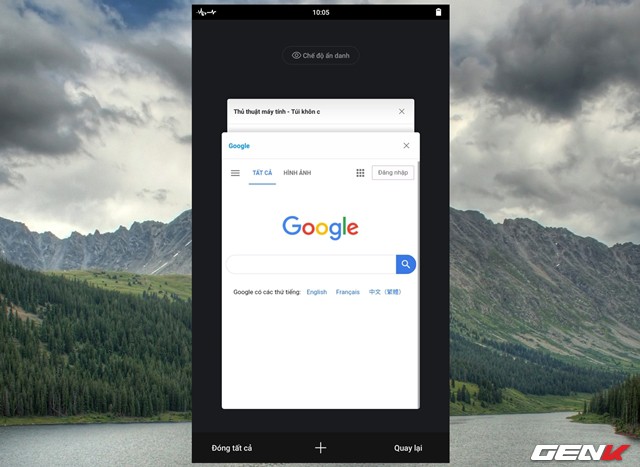 10:05
Chế độ ẩn danh
Thủ thuật máy tính - Túi khôn c
Google
TẤT CẢ HÌNH ẢNH Đăng nhập
Google
Google có các thứ tiếng: English Français 中文（繁體）
Đóng tất cả + Quay lại
GENK